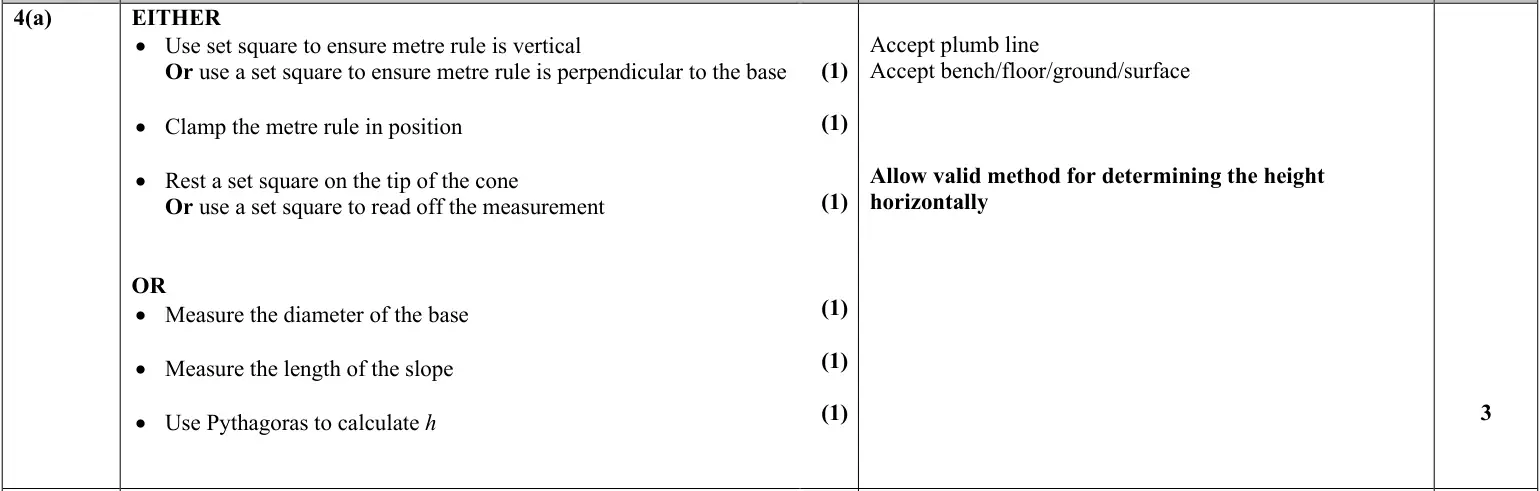 4(a)
EITHER
• Use set square to ensure metre rule is vertical
Accept plumb line
Or use a set square to ensure metre rule is perpendicular to the base (1)
Accept bench/floor/ground/surface
• Clamp the metre rule in position (1)
• Rest a set square on the tip of the cone
Or use a set square to read off the measurement (1)
Allow valid method for determining the height
horizontally
OR
• Measure the diameter of the base (1)
• Measure the length of the slope (1)
• Use Pythagoras to calculate h (1)
3